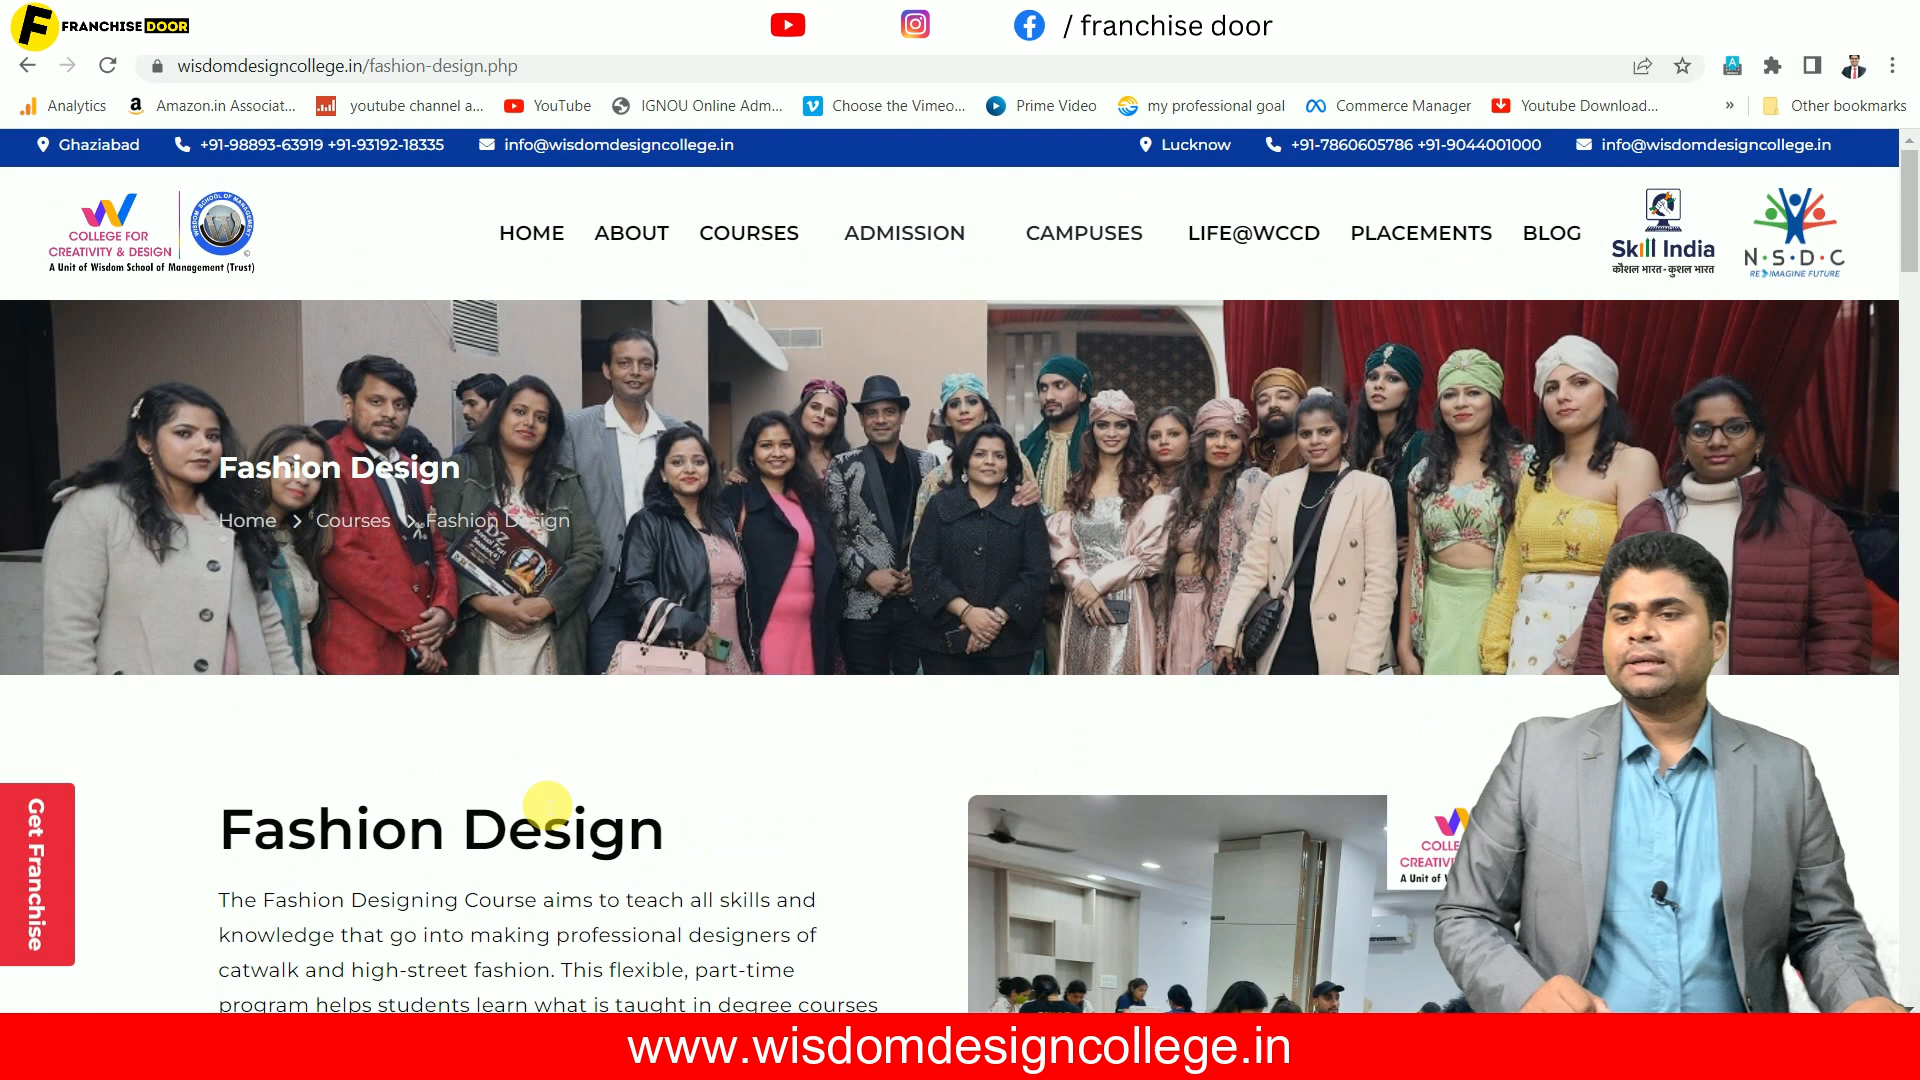 FRANCHISE DOOR
/ franchise door
wisdomdesigncollege.in/fashion-design.php
Analytics
Amazon.in Associat...
youtube channel a...
YouTube
IGNOU Online Adm...
Choose the Vimeo...
Prime Video
my professional goal
Commerce Manager
Youtube Download...
»
Other bookmarks
Ghaziabad
+91-98893-63919 +91-93192-18335
info@wisdomdesigncollege.in
Lucknow
+91-7860605786 +91-9044001000
info@wisdomdesigncollege.in
COLLEGE FOR
CREATIVITY & DESIGN
A Unit of Wisdom School of Management (Trust)
WISDOM SCHOOL OF MANAGEMENT
HOME
ABOUT
COURSES
ADMISSION
CAMPUSES
LIFE@WCCD
PLACEMENTS
BLOG
Skill India
कौशल भारत - कुशल भारत
N·S·D·C
RE IMAGINE FUTURE
Fashion Design
Home > Courses > Fashion Design
Annual Fest
Get Franchise
Fashion Design
The Fashion Designing Course aims to teach all skills and
knowledge that go into making professional designers of
catwalk and high-street fashion. This flexible, part-time
program helps students learn what is taught in degree courses
COLLE
CREATIVI
A Unit of
www.wisdomdesigncollege.in